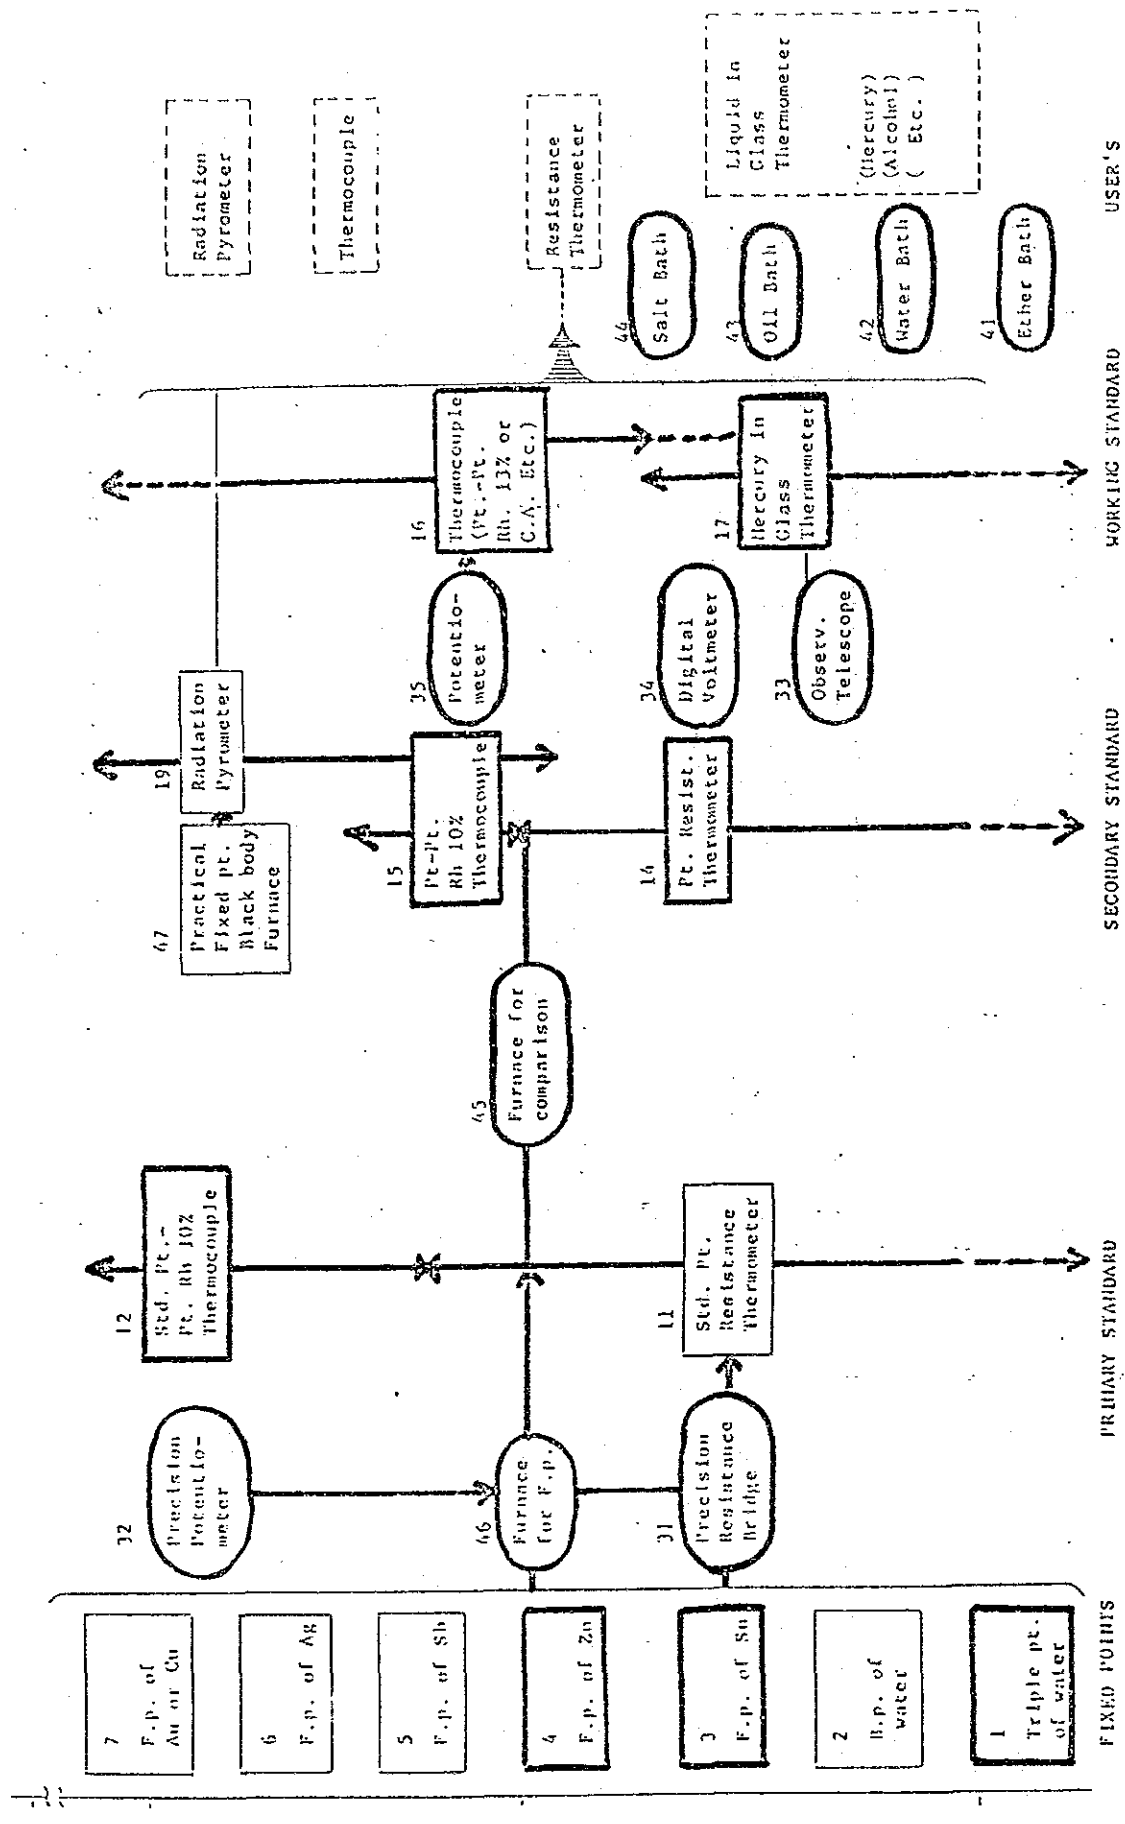 7
F.p. of
Au or Cu
6
F.p. of Ag
5
F.p. of Sb
4
F.p. of Zn
3
F.p. of Sn
2
B.p. of
water
1
Triple pt.
of water
FIXED POINTS
32
Precision
Potentio-
meter
46
Furnace
for F.p.
31
Precision
Resistance
Bridge
12
Std. Pt.-
Pt. Rh 10%
Thermocouple
11
Std. Pt.
Resistance
Thermometer
PRIMARY STANDARD
45
Furnace for
comparison
47
Practical
Fixed pt.
Black body
Furnace
19
Radiation
Pyrometer
15
Pt-Pt.
Rh 10%
Thermocouple
14
Pt. Resist.
Thermometer
SECONDARY STANDARD
35
Potentio-
meter
34
Digital
Voltmeter
33
Observ.
Telescope
16
Thermocouple
(Pt.-Pt.
Rh. 13% or
C.A. Etc.)
17
Mercury in
Glass
Thermometer
WORKING STANDARD
44
Salt Bath
43
Oil Bath
42
Water Bath
41
Ether Bath
Radiation
Pyrometer
Thermocouple
Resistance
Thermometer
Liquid in
Glass
Thermometer
(Mercury)
(Alcohol)
( Etc. )
USER'S